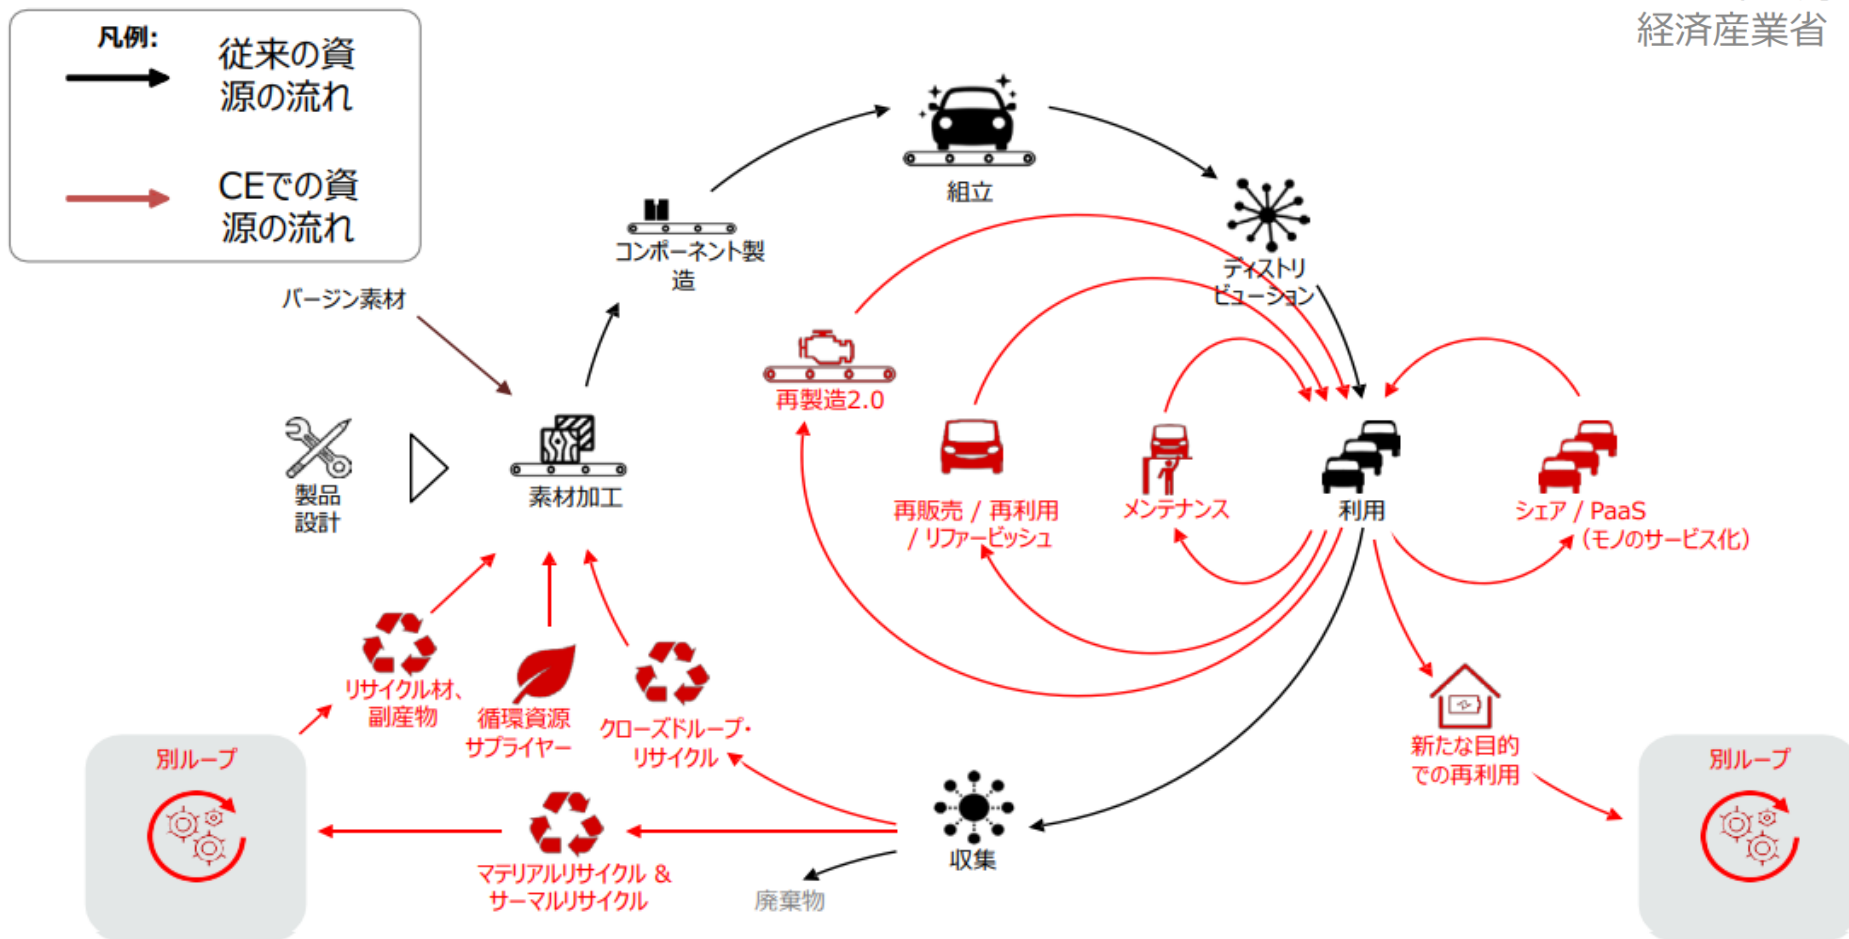 経済産業省
凡例:
従来の資
源の流れ
CEでの資
源の流れ
組立
コンポーネント製
造
ディストリ
ビューション
バージン素材
再製造2.0
製品
設計
素材加工
再販売 / 再利用
/ リファービッシュ
メンテナンス
利用
シェア / PaaS
（モノのサービス化）
リサイクル材、
副産物
循環資源
サプライヤー
クローズドループ・
リサイクル
新たな目的
での再利用
別ループ
別ループ
収集
マテリアルリサイクル &
サーマルリサイクル
廃棄物